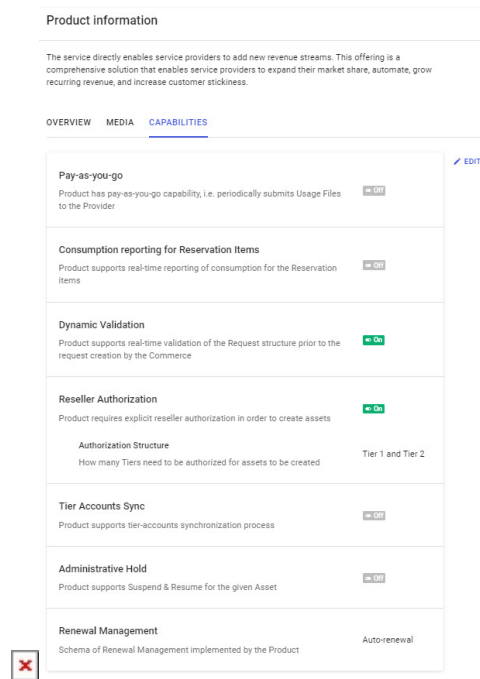 Product information
The service directly enables service providers to add new revenue streams. This offering is a
comprehensive solution that enables service providers to expand their market share, automate, grow
recurring revenue, and increase customer stickiness.
OVERVIEW MEDIA CAPABILITIES
EDIT
Pay-as-you-go
Product has pay-as-you-go capability, i.e. periodically submits Usage Files
to the Provider
Off
Consumption reporting for Reservation Items
Product supports real-time reporting of consumption for the Reservation
items
Off
Dynamic Validation
Product supports real-time validation of the Request structure prior to the
request creation by the Commerce
On
Reseller Authorization
Product requires explicit reseller authorization in order to create assets
On
Authorization Structure
How many Tiers need to be authorized for assets to be created
Tier 1 and Tier 2
Tier Accounts Sync
Product supports tier-accounts synchronization process
Off
Administrative Hold
Product supports Suspend & Resume for the given Asset
Off
Renewal Management
Schema of Renewal Management implemented by the Product
Auto-renewal